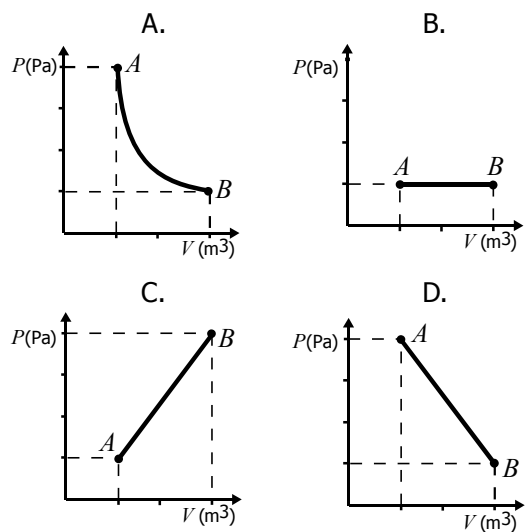 A.
P(Pa)
A
B
V (m3)
B.
P(Pa)
A
B
V (m3)
C.
P(Pa)
A
B
V (m3)
D.
P(Pa)
A
B
V (m3)